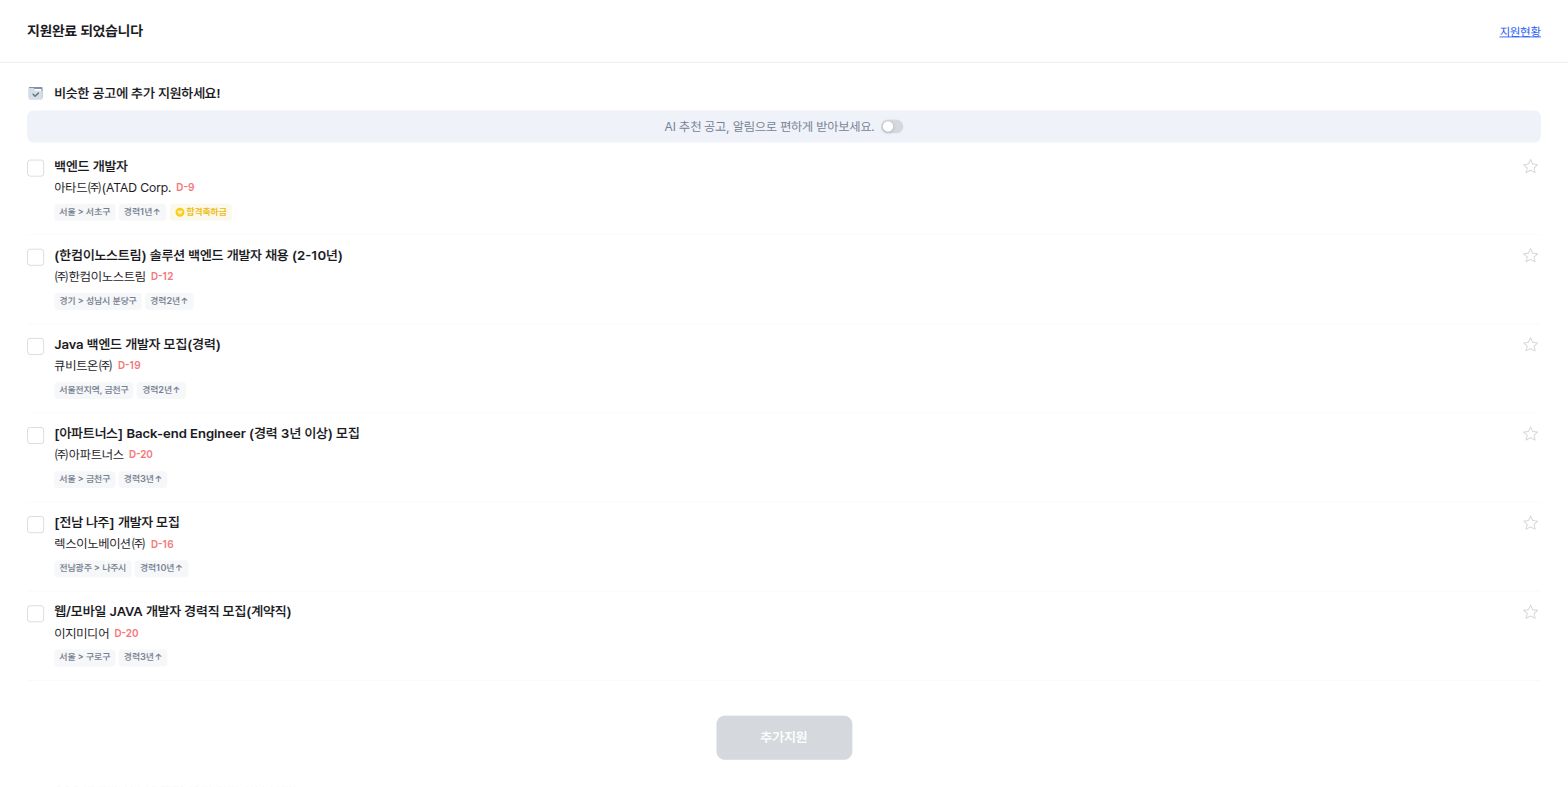 지원완료 되었습니다
지원현황
비슷한 공고에 추가 지원하세요!
AI 추천 공고, 알림으로 편하게 받아보세요.
백엔드 개발자
아타드㈜(ATAD Corp. D-9
서울 > 서초구 경력1년↑ 합격축하금
(한컴이노스트림) 솔루션 백엔드 개발자 채용 (2-10년)
㈜한컴이노스트림 D-12
경기 > 성남시 분당구 경력2년↑
Java 백엔드 개발자 모집(경력)
큐비트온㈜ D-19
서울전지역, 금천구 경력2년↑
[아파트너스] Back-end Engineer (경력 3년 이상) 모집
㈜아파트너스 D-20
서울 > 금천구 경력3년↑
[전남 나주] 개발자 모집
렉스이노베이션㈜ D-16
전남광주 > 나주시 경력10년↑
웹/모바일 JAVA 개발자 경력직 모집(계약직)
이지미디어 D-20
서울 > 구로구 경력3년↑
추가지원